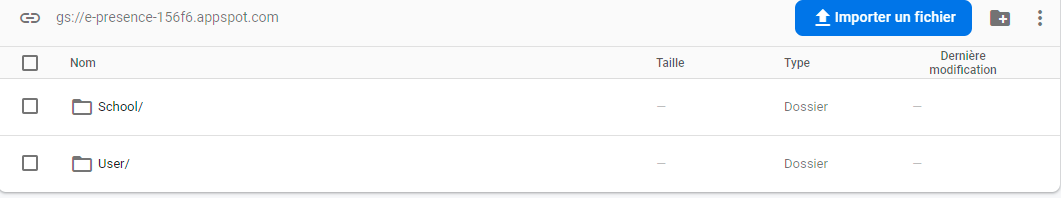 gs://e-presence-156f6.appspot.com
Importer un fichier
Nom
Taille
Type
Dernière
modification
School/
—
Dossier
—
User/
—
Dossier
—